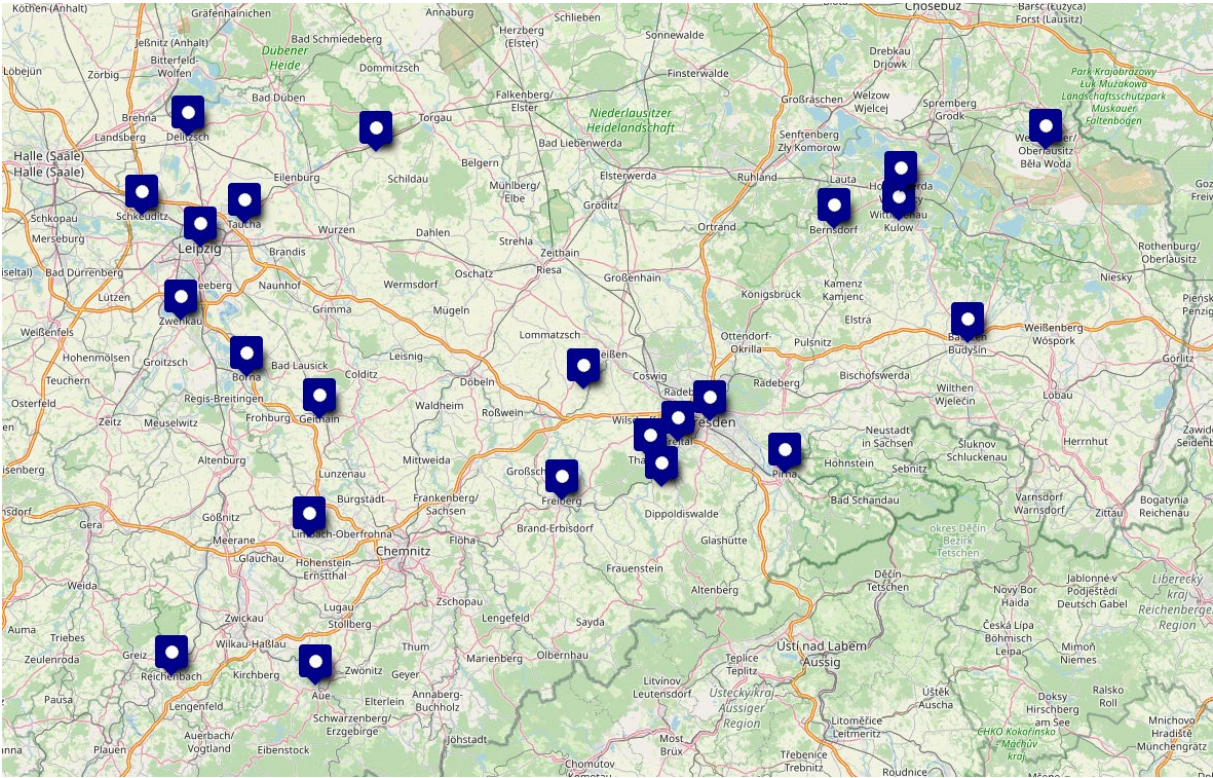 Köthen (Anhalt)
Gräfenhainichen
Annaburg
Schlieben
Chóśebuz
Barść (Łużyca)
Forst (Lausitz)
Herzberg
(Elster)
Sonnewalde
Jeßnitz (Anhalt)
Bad Schmiedeberg
Dübener
Heide
Drebkau
Drjowk
Bitterfeld-
Wolfen
Löbejün
Zörbig
Dommitzsch
Finsterwalde
Park Krajobrazowy
Łuk Mużakowa
Landschaftsschutzpark
Muskauer
Faltenbogen
Bad Düben
Falkenberg/
Elster
Großräschen
Welzow
Wjelcej
Spremberg
Grodk
Brehna
Landsberg
Delitzsch
Torgau
Niederlausitzer
Heidelandschaft
Bad Liebenwerda
Senftenberg
Zły Komorow
Oberlausitz
Běła Woda
Halle (Saale)
Halle (Saale)
Belgern
Eilenburg
Schildau
Elsterwerda
Ruhland
Lauta
Mühlberg/
Elbe
Gröditz
Schkopau
Schkeuditz
Taucha
Merseburg
Wurzen
Dahlen
Ortrand
Bernsdorf
Kulow
Leipzig
Brandis
Strehla
Zeithain
Rothenburg/
Oberlausitz
Bad Dürrenberg
Oschatz
Riesa
Großenhain
Niesky
Lützen
Naunhof
Wermsdorf
Königsbrück
Kamenz
Kamjenc
Zwenkau
Grimma
Mügeln
Elstra
Weißenfels
Lommatzsch
Ottendorf-
Okrilla
Pulsnitz
Budyšin
Weißenberg
Wóspork
Hohenmölsen
Groitzsch
Bad Lausick
Leisnig
Görlitz
Teuchern
Borna
Colditz
Döbeln
Coswig
Radeberg
Bischofswerda
Regis-Breitingen
Wilthen
Wjelećin
Löbau
Osterfeld
Zeitz
Meuselwitz
Frohburg
Geithain
Waldheim
Roßwein
Neustadt
in Sachsen
Šluknov
Schluckenau
Herrnhut
Altenburg
Mittweida
Pirna
Hohnstein
Sebnitz
Lunzenau
Burgstädt
Frankenberg/
Sachsen
Freiberg
Bad Schandau
Varnsdorf
Warnsdorf
Bogatynia
Reichenau
Zittau
Gera
Gößnitz
Limbach-Oberfrohna
Brand-Erbisdorf
Dippoldiswalde
okres Děčín
Bezirk
Tetschen
Meerane
Chemnitz
Flöha
Glashütte
Glauchau
Hohenstein-
Ernstthal
Frauenstein
Děčín
Tetschen
Jablonné v
Podještědí
Deutsch Gabel
Liberecký
kraj
Reichenberger
Region
Weida
Altenberg
Nový Bor
Haida
Lugau
Zschopau
Stollberg
Zwickau
Lengefeld
Sayda
Auma
Triebes
Wilkau-Haßlau
Thum
Ústí nad Labem
Aussig
Česká Lípa
Böhmisch
Leipa
Mimoň
Niemes
Zeulenroda
Greiz
Reichenbach
Kirchberg
Zwönitz
Geyer
Marienberg
Olbernhau
Teplice
Teplitz
Litvínov
Leutensdorf
Ústecký kraj
Aussiger
Region
Pausa
Lengenfeld
Aue
Elterlein
Annaberg-
Buchholz
Úštěk
Auscha
Doksy
Hirschberg
am See
Ralsko
Roll
Schwarzenberg/
Erzgebirge
Litoměřice
Leitmeritz
Mnichovo
Hradiště
Münchengrätz
Plauen
Auerbach/
Vogtland
Eibenstock
Jöhstadt
Most
Brüx
Třebenice
Trebnitz
CHKO Kokořínsko
- Máchův
kraj
Chomutov
Roudnice